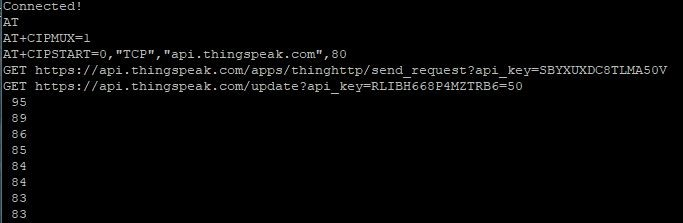 Connected!
AT
AT+CIPMUX=1
AT+CIPSTART=0,"TCP","api.thingspeak.com",80
GET https://api.thingspeak.com/apps/thinghttp/send_request?api_key=SBYXUXDC8TLMA50V
GET https://api.thingspeak.com/update?api_key=RLIBH668P4MZTRB6=50
95
89
86
85
84
84
83
83